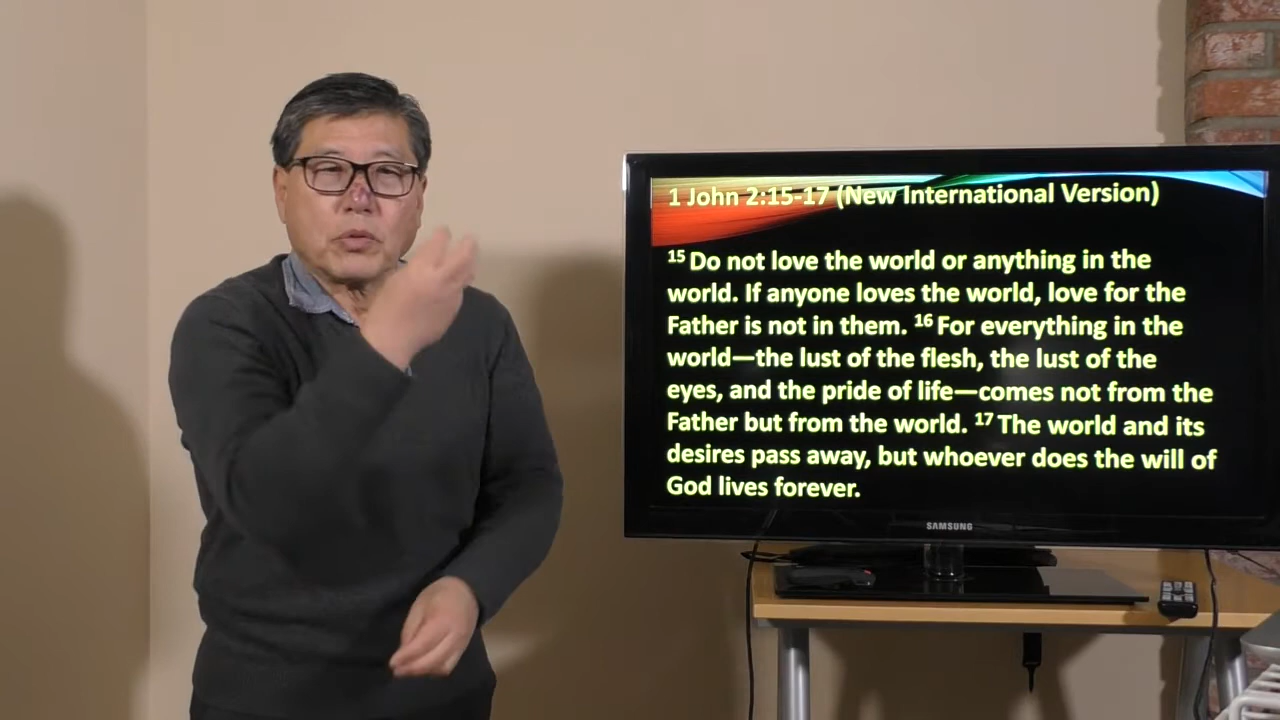 1 John 2:15-17 (New International Version)
15 Do not love the world or anything in the
world. If anyone loves the world, love for the
Father is not in them. 16 For everything in the
world—the lust of the flesh, the lust of the
eyes, and the pride of life—comes not from the
Father but from the world. 17 The world and its
desires pass away, but whoever does the will of
God lives forever.
SAMSUNG